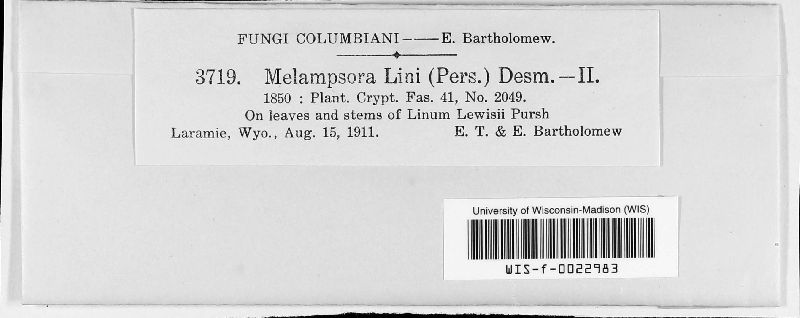 FUNGI COLUMBIANI——E. Bartholomew.
3719. Melampsora Lini (Pers.) Desm.—II.
1850 : Plant. Crypt. Fas. 41, No. 2049.
On leaves and stems of Linum Lewisii Pursh
Laramie, Wyo., Aug. 15, 1911. E. T. & E. Bartholomew
University of Wisconsin-Madison (WIS)
WIS-f-0022983